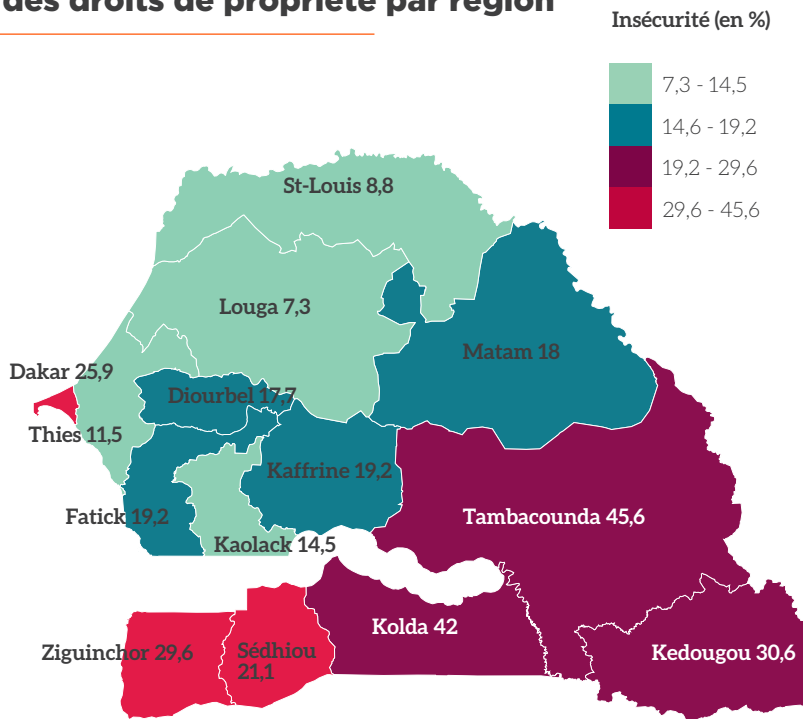 des droits de propriété par région
Insécurité (en %)
7,3 - 14,5
14,6 - 19,2
19,2 - 29,6
29,6 - 45,6
St-Louis 8,8
Louga 7,3
Matam 18
Dakar 25,9
Diourbel 17,7
Thies 11,5
Kaffrine 19,2
Fatick 19,2
Tambacounda 45,6
Kaolack 14,5
Kolda 42
Ziguinchor 29,6
Sédhiou
21,1
Kedougou 30,6